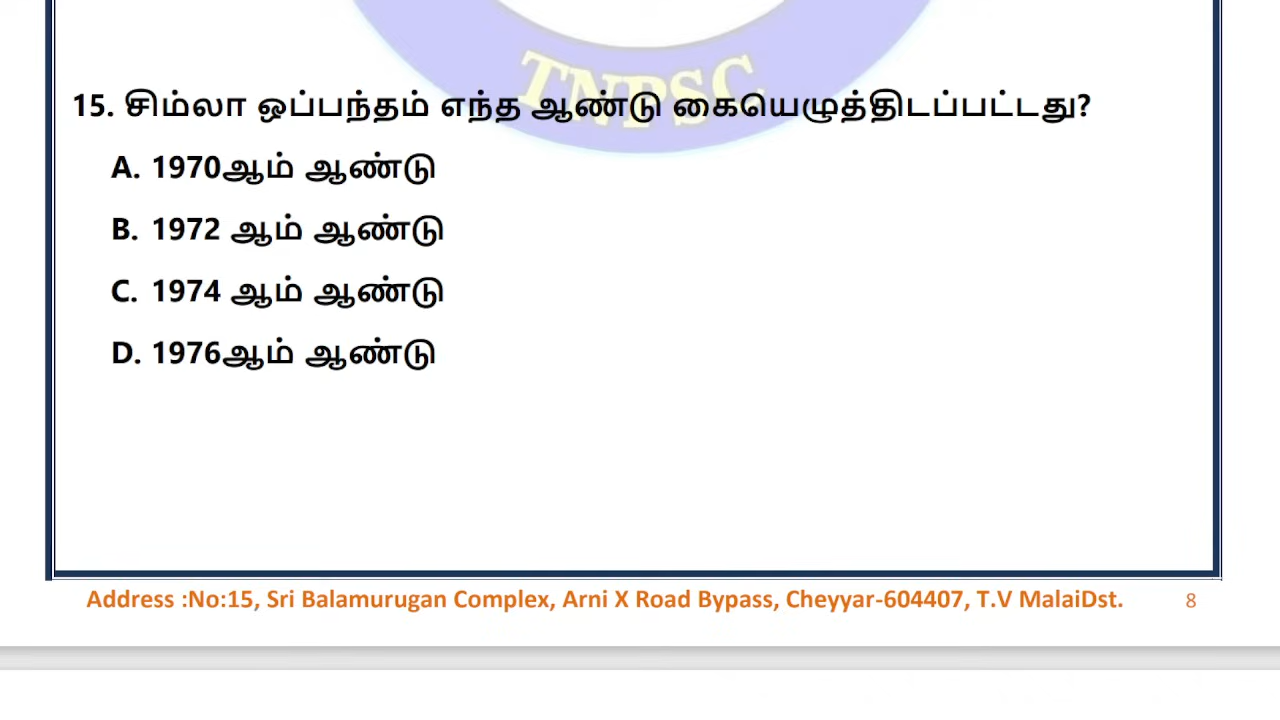 TNPSC
15. சிம்லா ஒப்பந்தம் எந்த ஆண்டு கையெழுத்திடப்பட்டது?
A. 1970ஆம் ஆண்டு
B. 1972 ஆம் ஆண்டு
C. 1974 ஆம் ஆண்டு
D. 1976ஆம் ஆண்டு
Address :No:15, Sri Balamurugan Complex, Arni X Road Bypass, Cheyyar-604407, T.V MalaiDst. 8